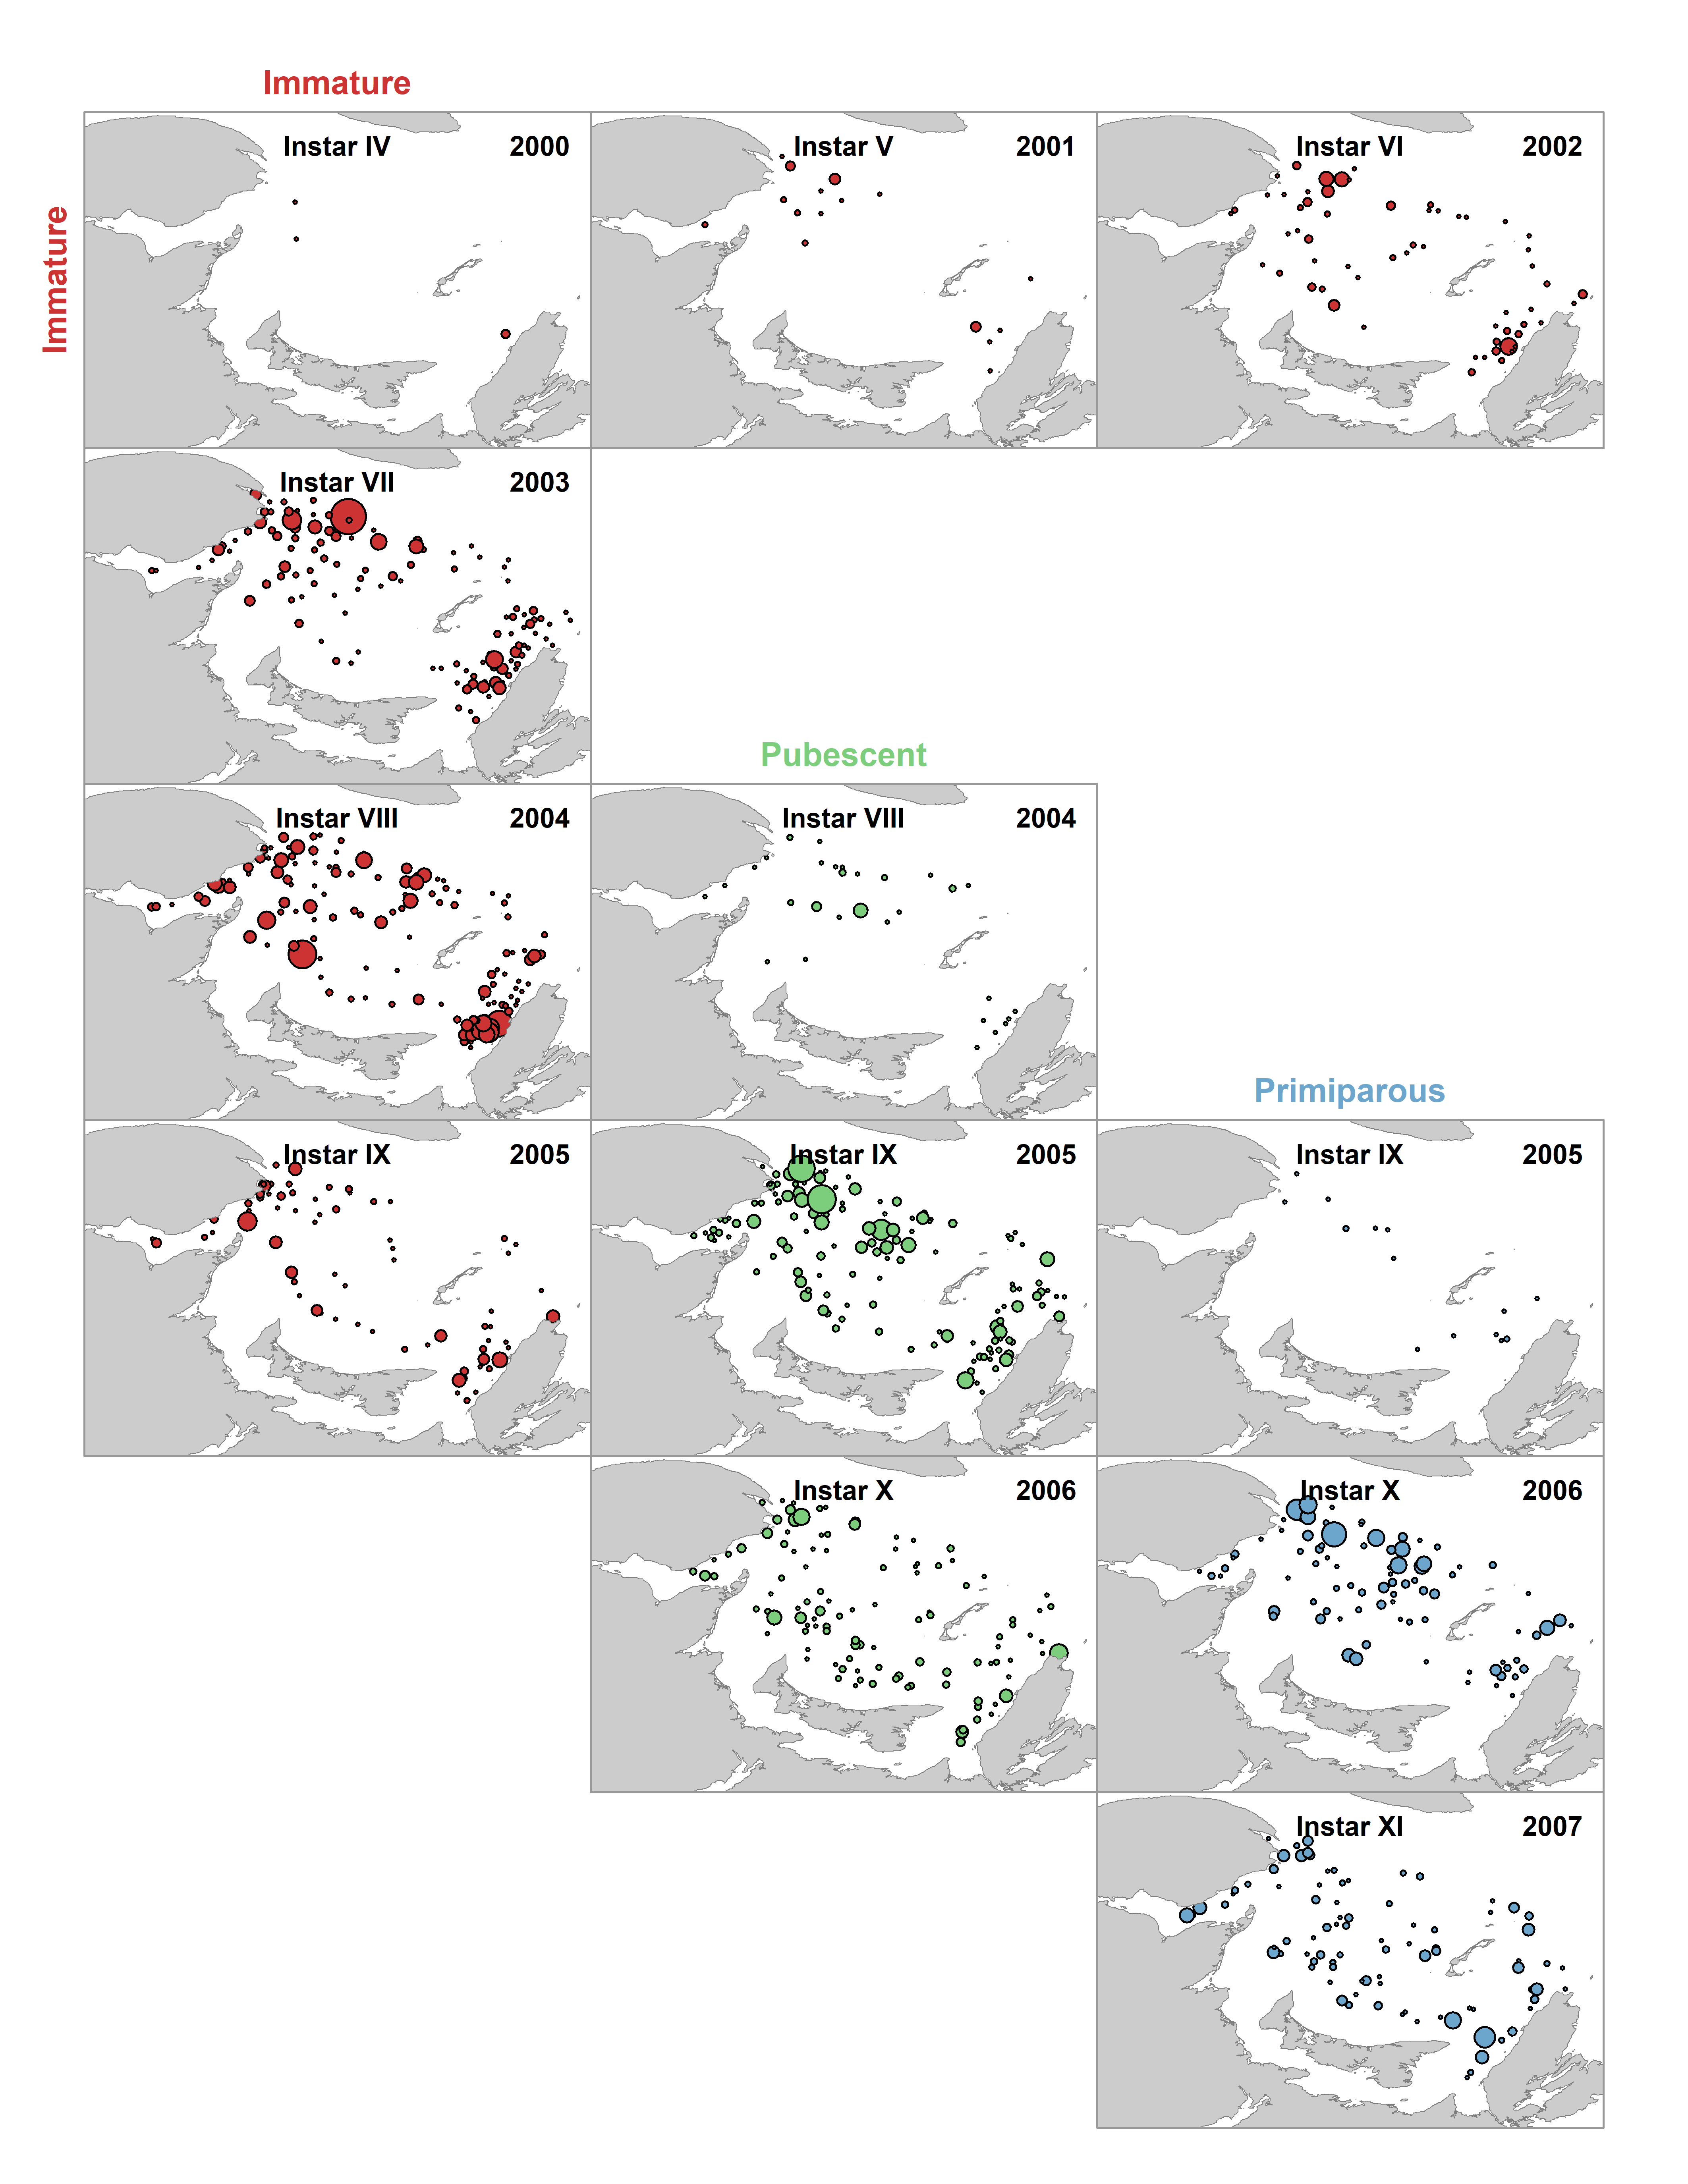 Immature
Immature
Instar IV 2000
Instar V 2001
Instar VI 2002
Instar VII 2003
Pubescent
Instar VIII 2004
Instar VIII 2004
Primiparous
Instar IX 2005
Instar IX 2005
Instar IX 2005
Instar X 2006
Instar X 2006
Instar XI 2007